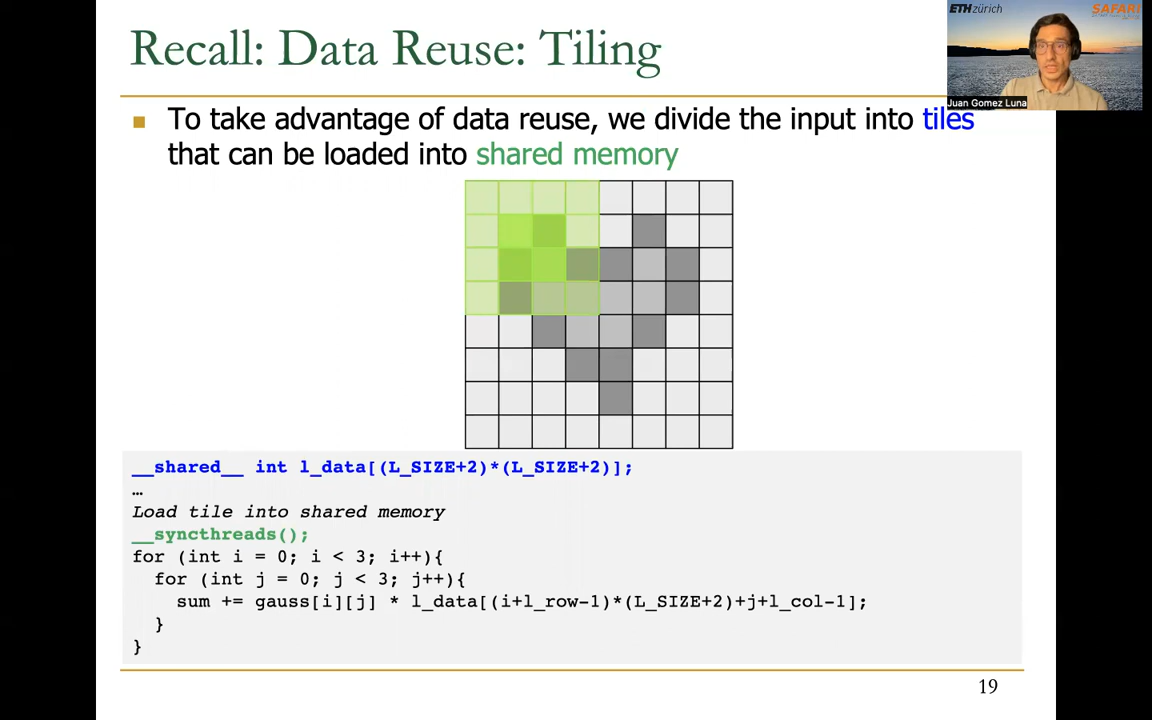 Recall: Data Reuse: Tiling
ETH zürich
SAFARI
Juan Gomez Luna
To take advantage of data reuse, we divide the input into tiles
that can be loaded into shared memory
__shared__ int l_data[(L_SIZE+2)*(L_SIZE+2)];
…
Load tile into shared memory
__syncthreads();
for (int i = 0; i < 3; i++){
for (int j = 0; j < 3; j++){
sum += gauss[i][j] * l_data[(i+l_row-1)*(L_SIZE+2)+j+l_col-1];
}
}
19